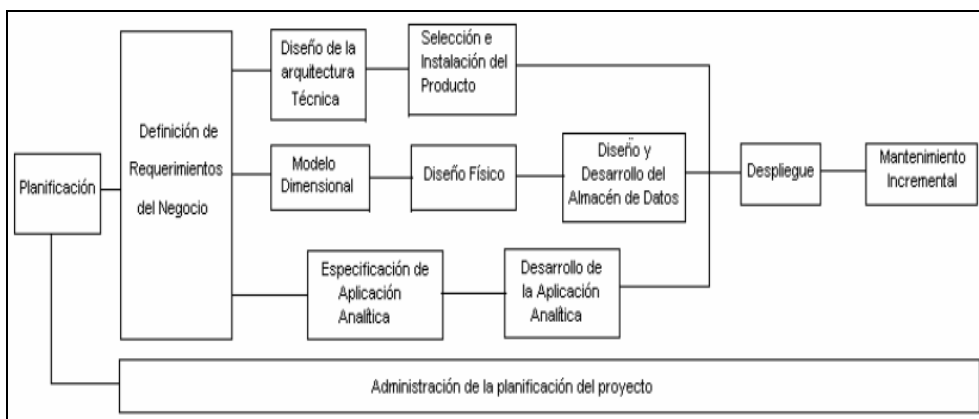 Planificación
Definición de
Requerimientos
del Negocio
Diseño de la
arquitectura
Técnica
Selección e
Instalación del
Producto
Modelo
Dimensional
Diseño Físico
Diseño y
Desarrollo del
Almacén de Datos
Especificación de
Aplicación
Analítica
Desarrollo de
la Aplicación
Analítica
Despliegue
Mantenimiento
Incremental
Administración de la planificación del proyecto